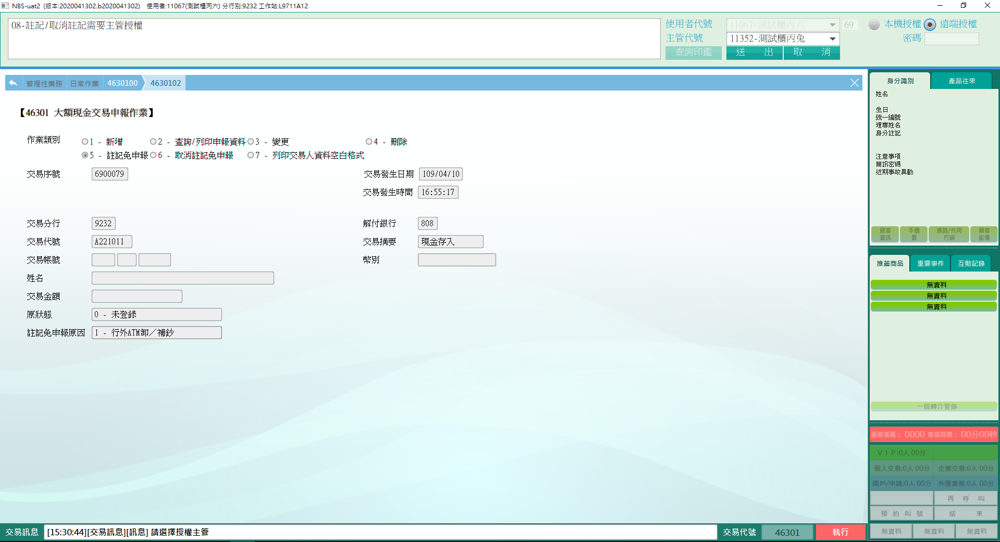 NBS-uat2 (版本:2020041302.b2020041302) 使用者:11067(測試櫃丙六) 分行別:9232 工作站:L9711A12
08-註記/取消註記需要主管授權
使用者代號 11067-測試櫃丙六 69 本機授權 遠端授權
主管代號 11352-測試櫃丙兔 密碼
查詢印鑑 送 出 取 消
管理性業務 日常作業 4630100 4630102
【46301 大額現金交易申報作業】
作業類別 1 - 新增 2 - 查詢/列印申報資料 3 - 變更 4 - 刪除
5 - 註記免申報 6 - 取消註記免申報 7 - 列印交易人資料空白格式
交易序號 6900079 交易發生日期 109/04/10
交易發生時間 16:55:17
交易分行 9232 解付銀行 808
交易代號 A221011 交易摘要 現金存入
交易帳號 幣別
姓名
交易金額
原狀態 0 - 未登錄
註記免申報原因 1 - 行外ATM卸／補鈔
身分識別 產品往來
姓名
生日
統一編號
理專姓名
身分註記
注意事項
簡訊密碼
近期事故異動
顧客資訊 手續費 通路/共同行銷 顧客影像
推薦商品 重要事件 互動記錄
無資料
無資料
無資料
一般轉介登錄
服務號碼： 0000 等候時間： 00分00秒
ＶＩＰ:0人 00分
個人交易:0人 00分 企業交易:0人 00分
開戶/申請:0人 00分 外匯業務:0人 00分
再 呼 叫
預 約 叫 號 結 束
無資料 無資料 無資料
交易訊息 [15:30:44][交易訊息][訊息] 請選擇授權主管 交易代號 46301 執行